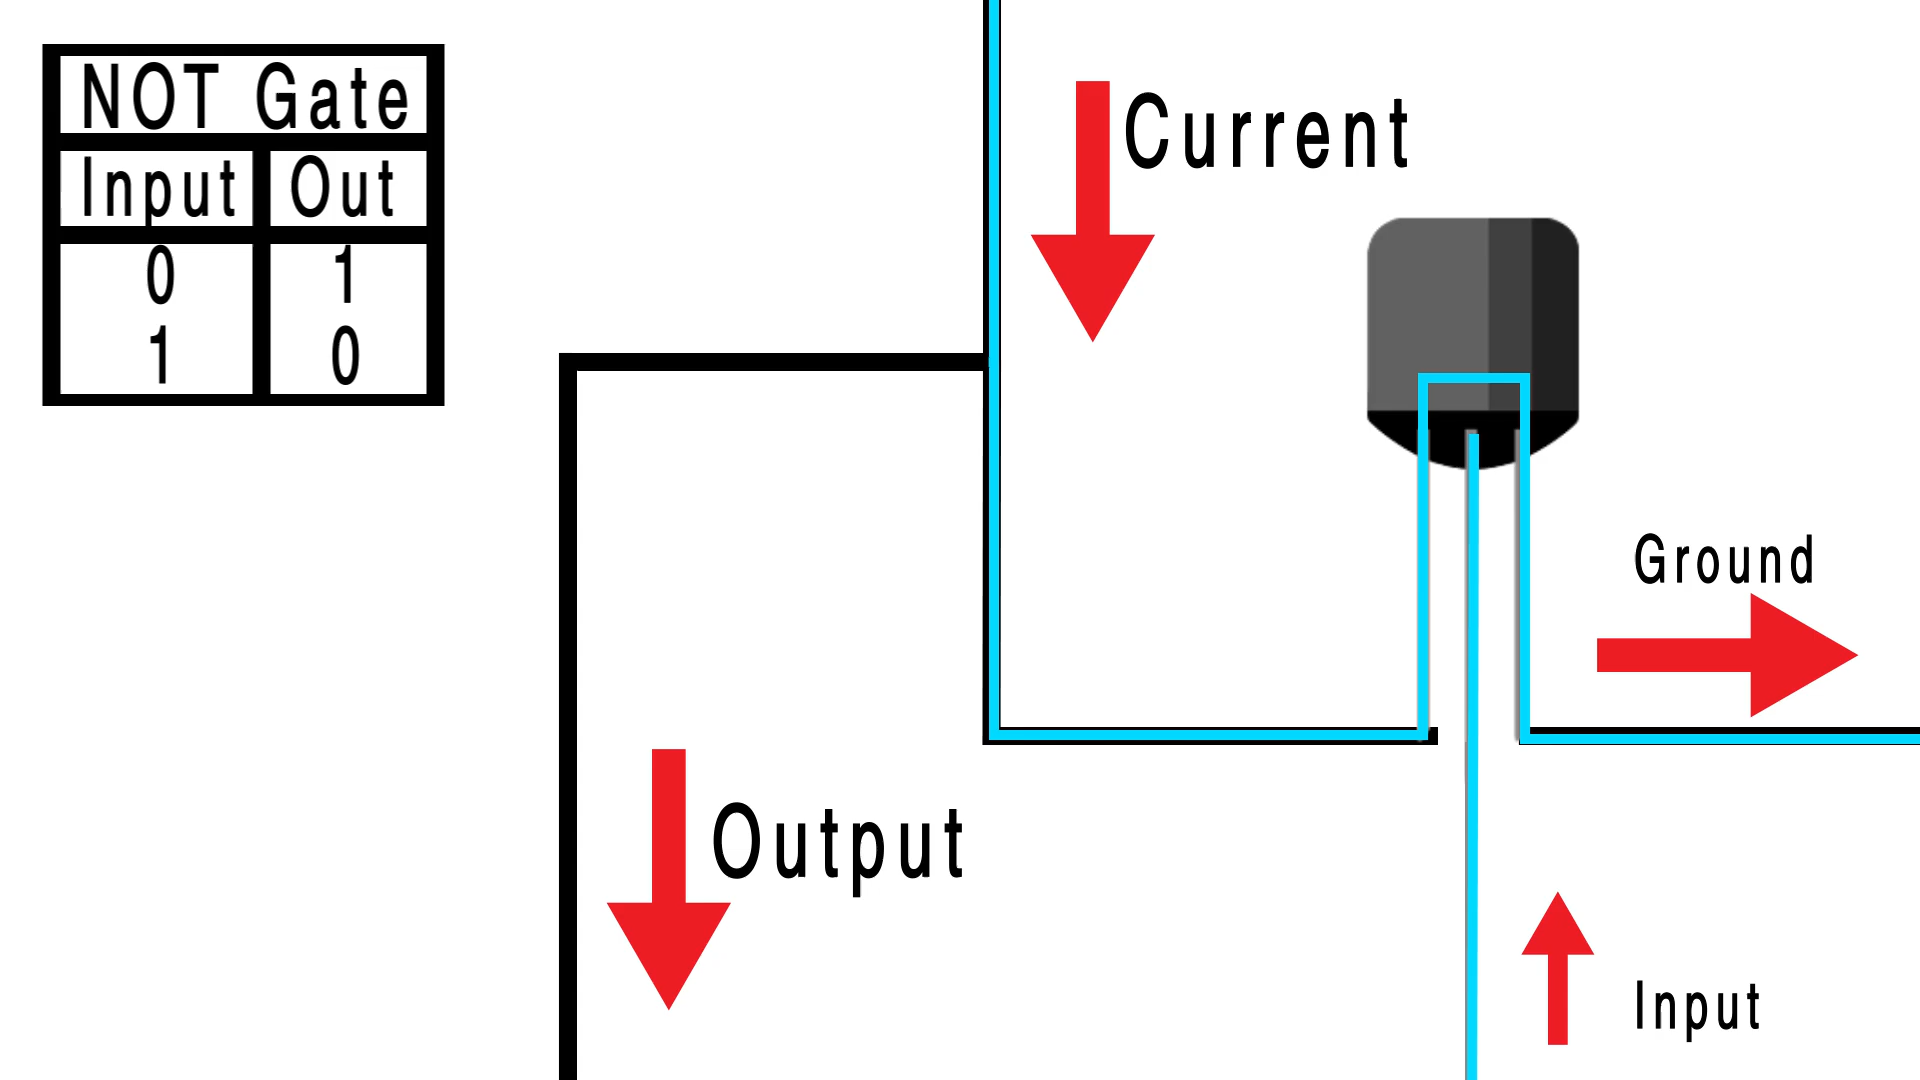 NOT Gate
Input Out
0 1
1 0
Current
Ground
Output
Input